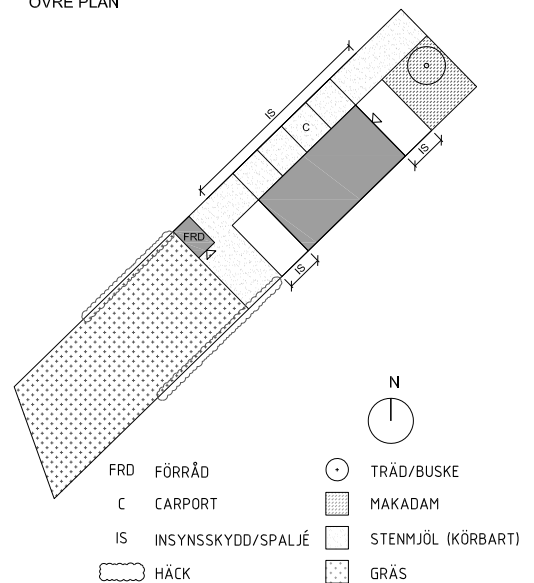 ÖVRE PLAN
IS
C
IS
FRD
IS
N
FRD FÖRRÅD
TRÄD/BUSKE
C CARPORT
MAKADAM
IS INSYNSSKYDD/SPALJÉ
STENMJÖL (KÖRBART)
HÄCK
GRÄS